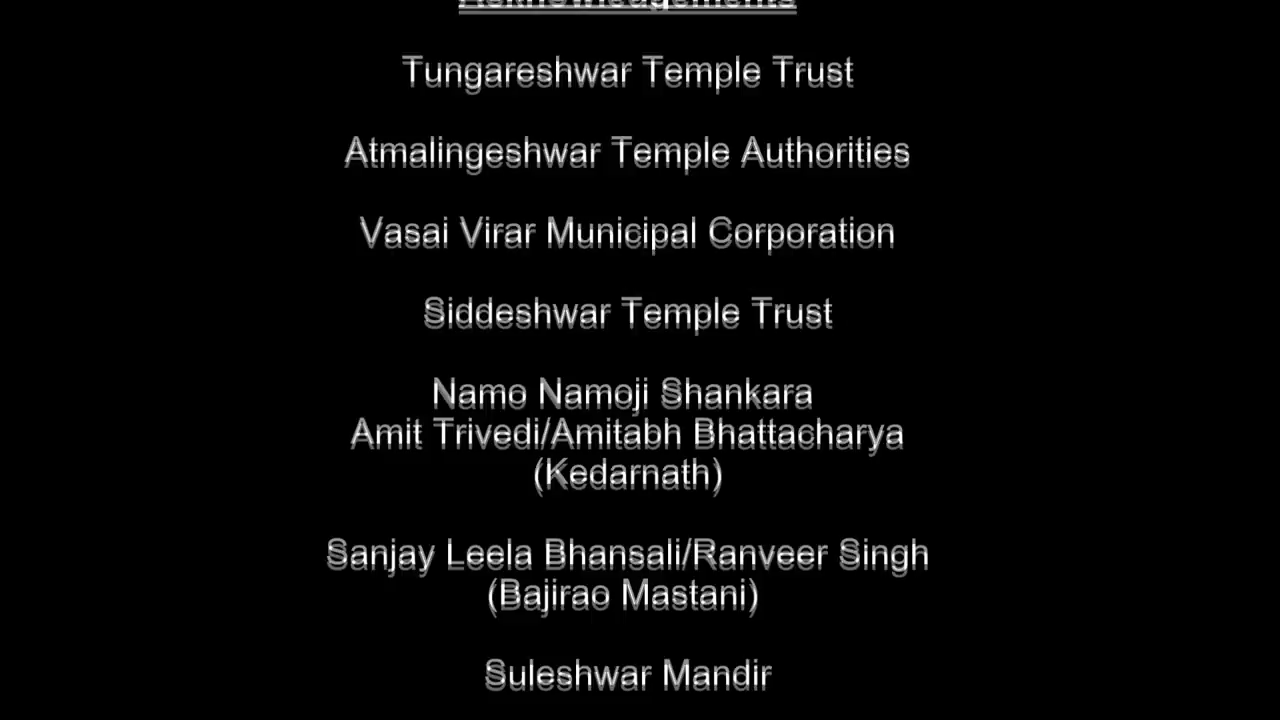 Acknowledgements
Tungareshwar Temple Trust
Atmalingeshwar Temple Authorities
Vasai Virar Municipal Corporation
Siddeshwar Temple Trust
Namo Namoji Shankara
Amit Trivedi/Amitabh Bhattacharya
(Kedarnath)
Sanjay Leela Bhansali/Ranveer Singh
(Bajirao Mastani)
Suleshwar Mandir